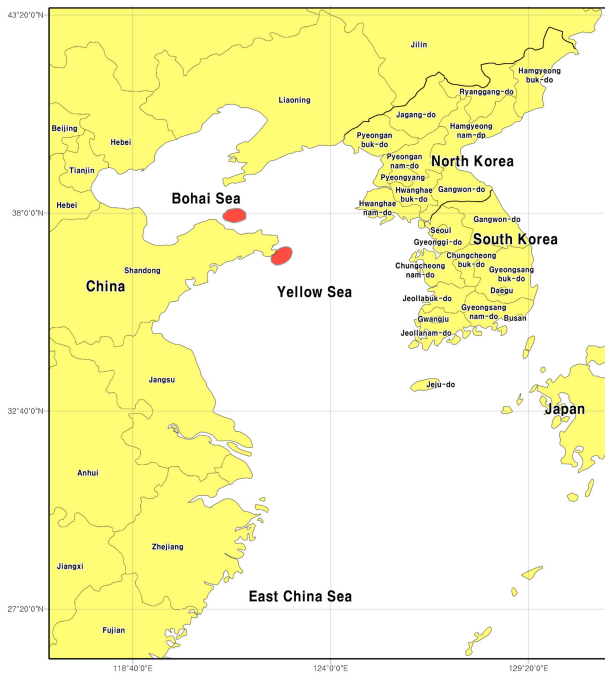 43°20'0"N
Jilin
Hamgyeong
buk-do
Ryanggang-do
Liaoning
Jagang-do
Beijing
Hebei
Pyeongan
buk-do
Hamgyeong
nam-dp
Tianjin
Pyeongan
nam-do
North Korea
Pyeongyang
Bohai Sea
Hwanghae
buk-do
Gangwon-do
Hebei
Hwanghae
nam-do
38°0'0"N
Gangwon-do
Seoul
South Korea
Gyeonggi-do
Chungcheong
buk-do
Shandong
Chungcheong
nam-do
Gyeongsang
buk-do
China
Yellow Sea
Daegu
Jeollabuk-do
Gyeongsang
nam-do
Gwangju
Busan
Jeollanam-do
Jangsu
Jeju-do
32°40'0"N
Japan
Anhui
Zhejiang
Jiangxi
East China Sea
27°20'0"N
Fujian
118°40'0"E
124°0'0"E
129°20'0"E